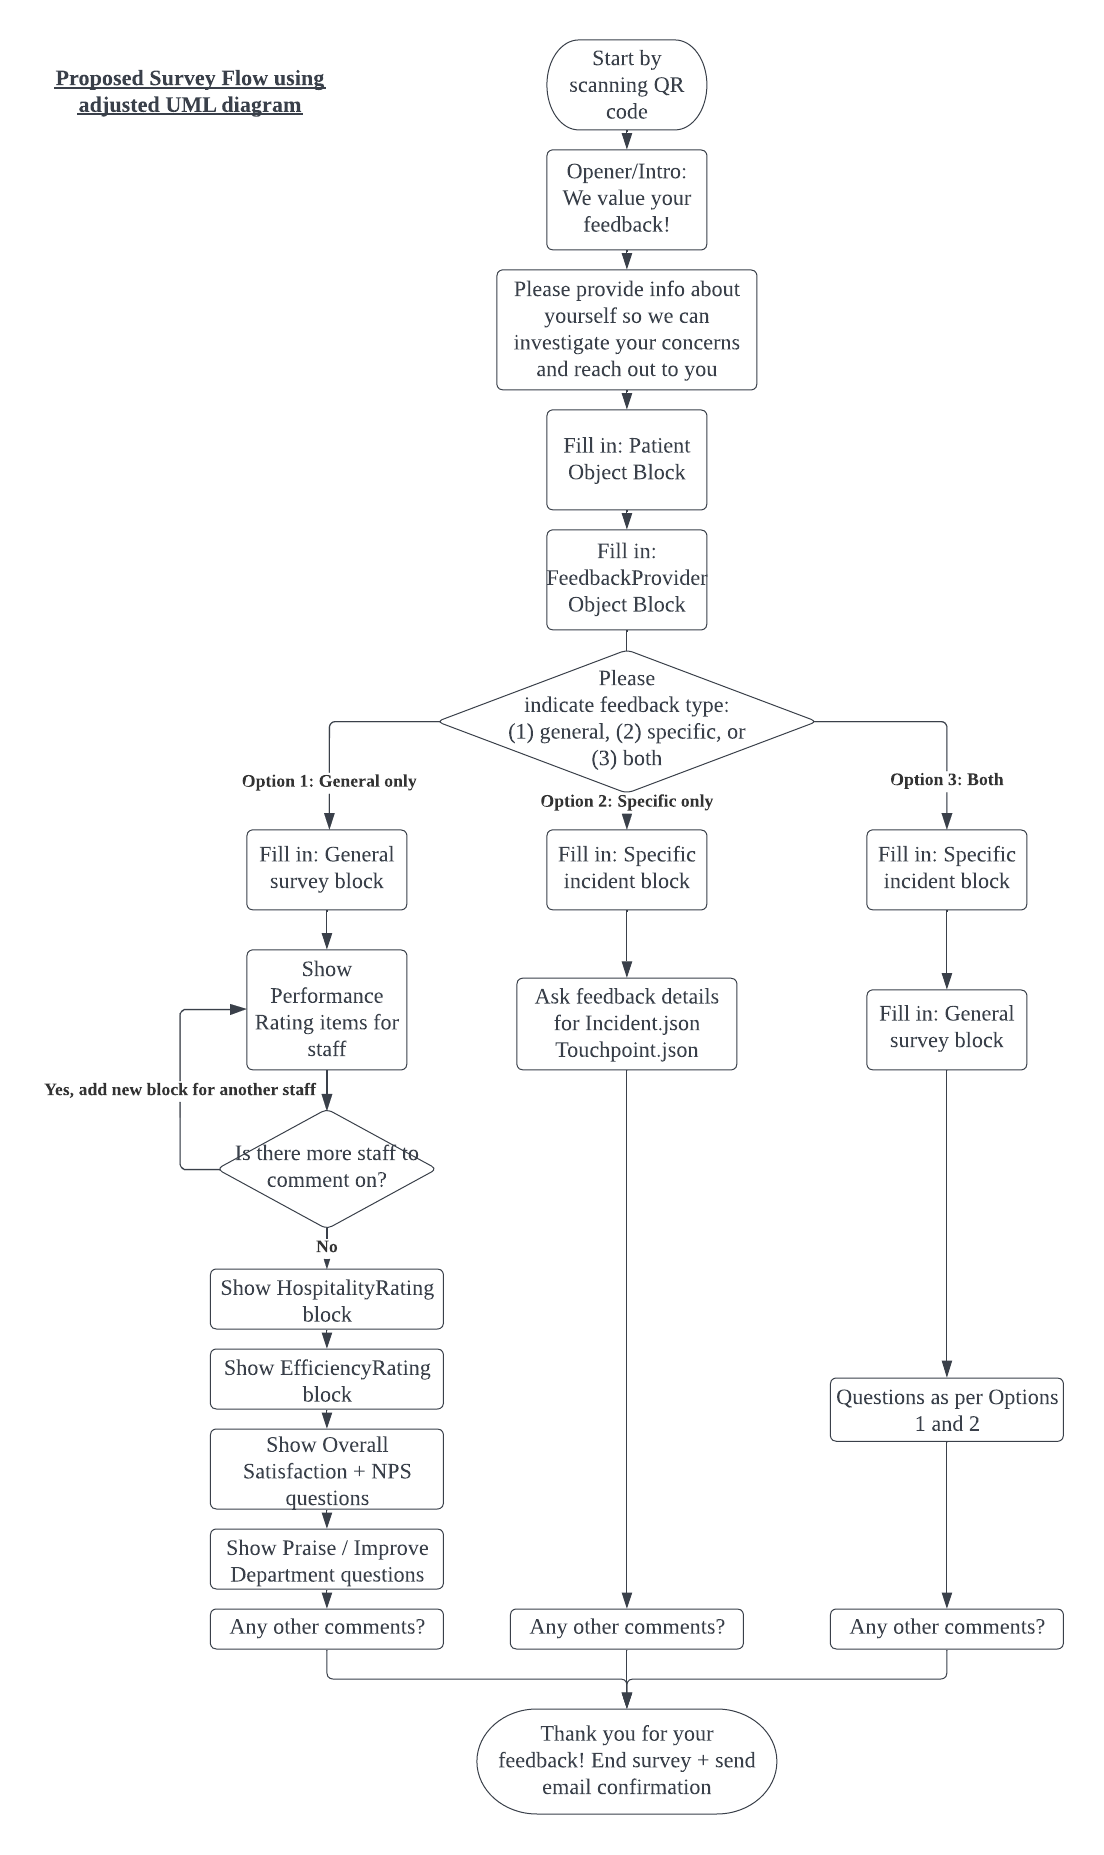 Proposed Survey Flow using
adjusted UML diagram
Start by
scanning QR
code
Opener/Intro:
We value your
feedback!
Please provide info about
yourself so we can
investigate your concerns
and reach out to you
Fill in: Patient
Object Block
Fill in:
FeedbackProvider
Object Block
Please
indicate feedback type:
(1) general, (2) specific, or
(3) both
Option 1: General only
Option 2: Specific only
Option 3: Both
Fill in: General
survey block
Show
Performance
Rating items for
staff
Yes, add new block for another staff
Is there more staff to
comment on?
No
Show HospitalityRating
block
Show EfficiencyRating
block
Show Overall
Satisfaction + NPS
questions
Show Praise / Improve
Department questions
Any other comments?
Fill in: Specific
incident block
Ask feedback details
for Incident.json
Touchpoint.json
Any other comments?
Fill in: Specific
incident block
Fill in: General
survey block
Questions as per Options
1 and 2
Any other comments?
Thank you for your
feedback! End survey + send
email confirmation